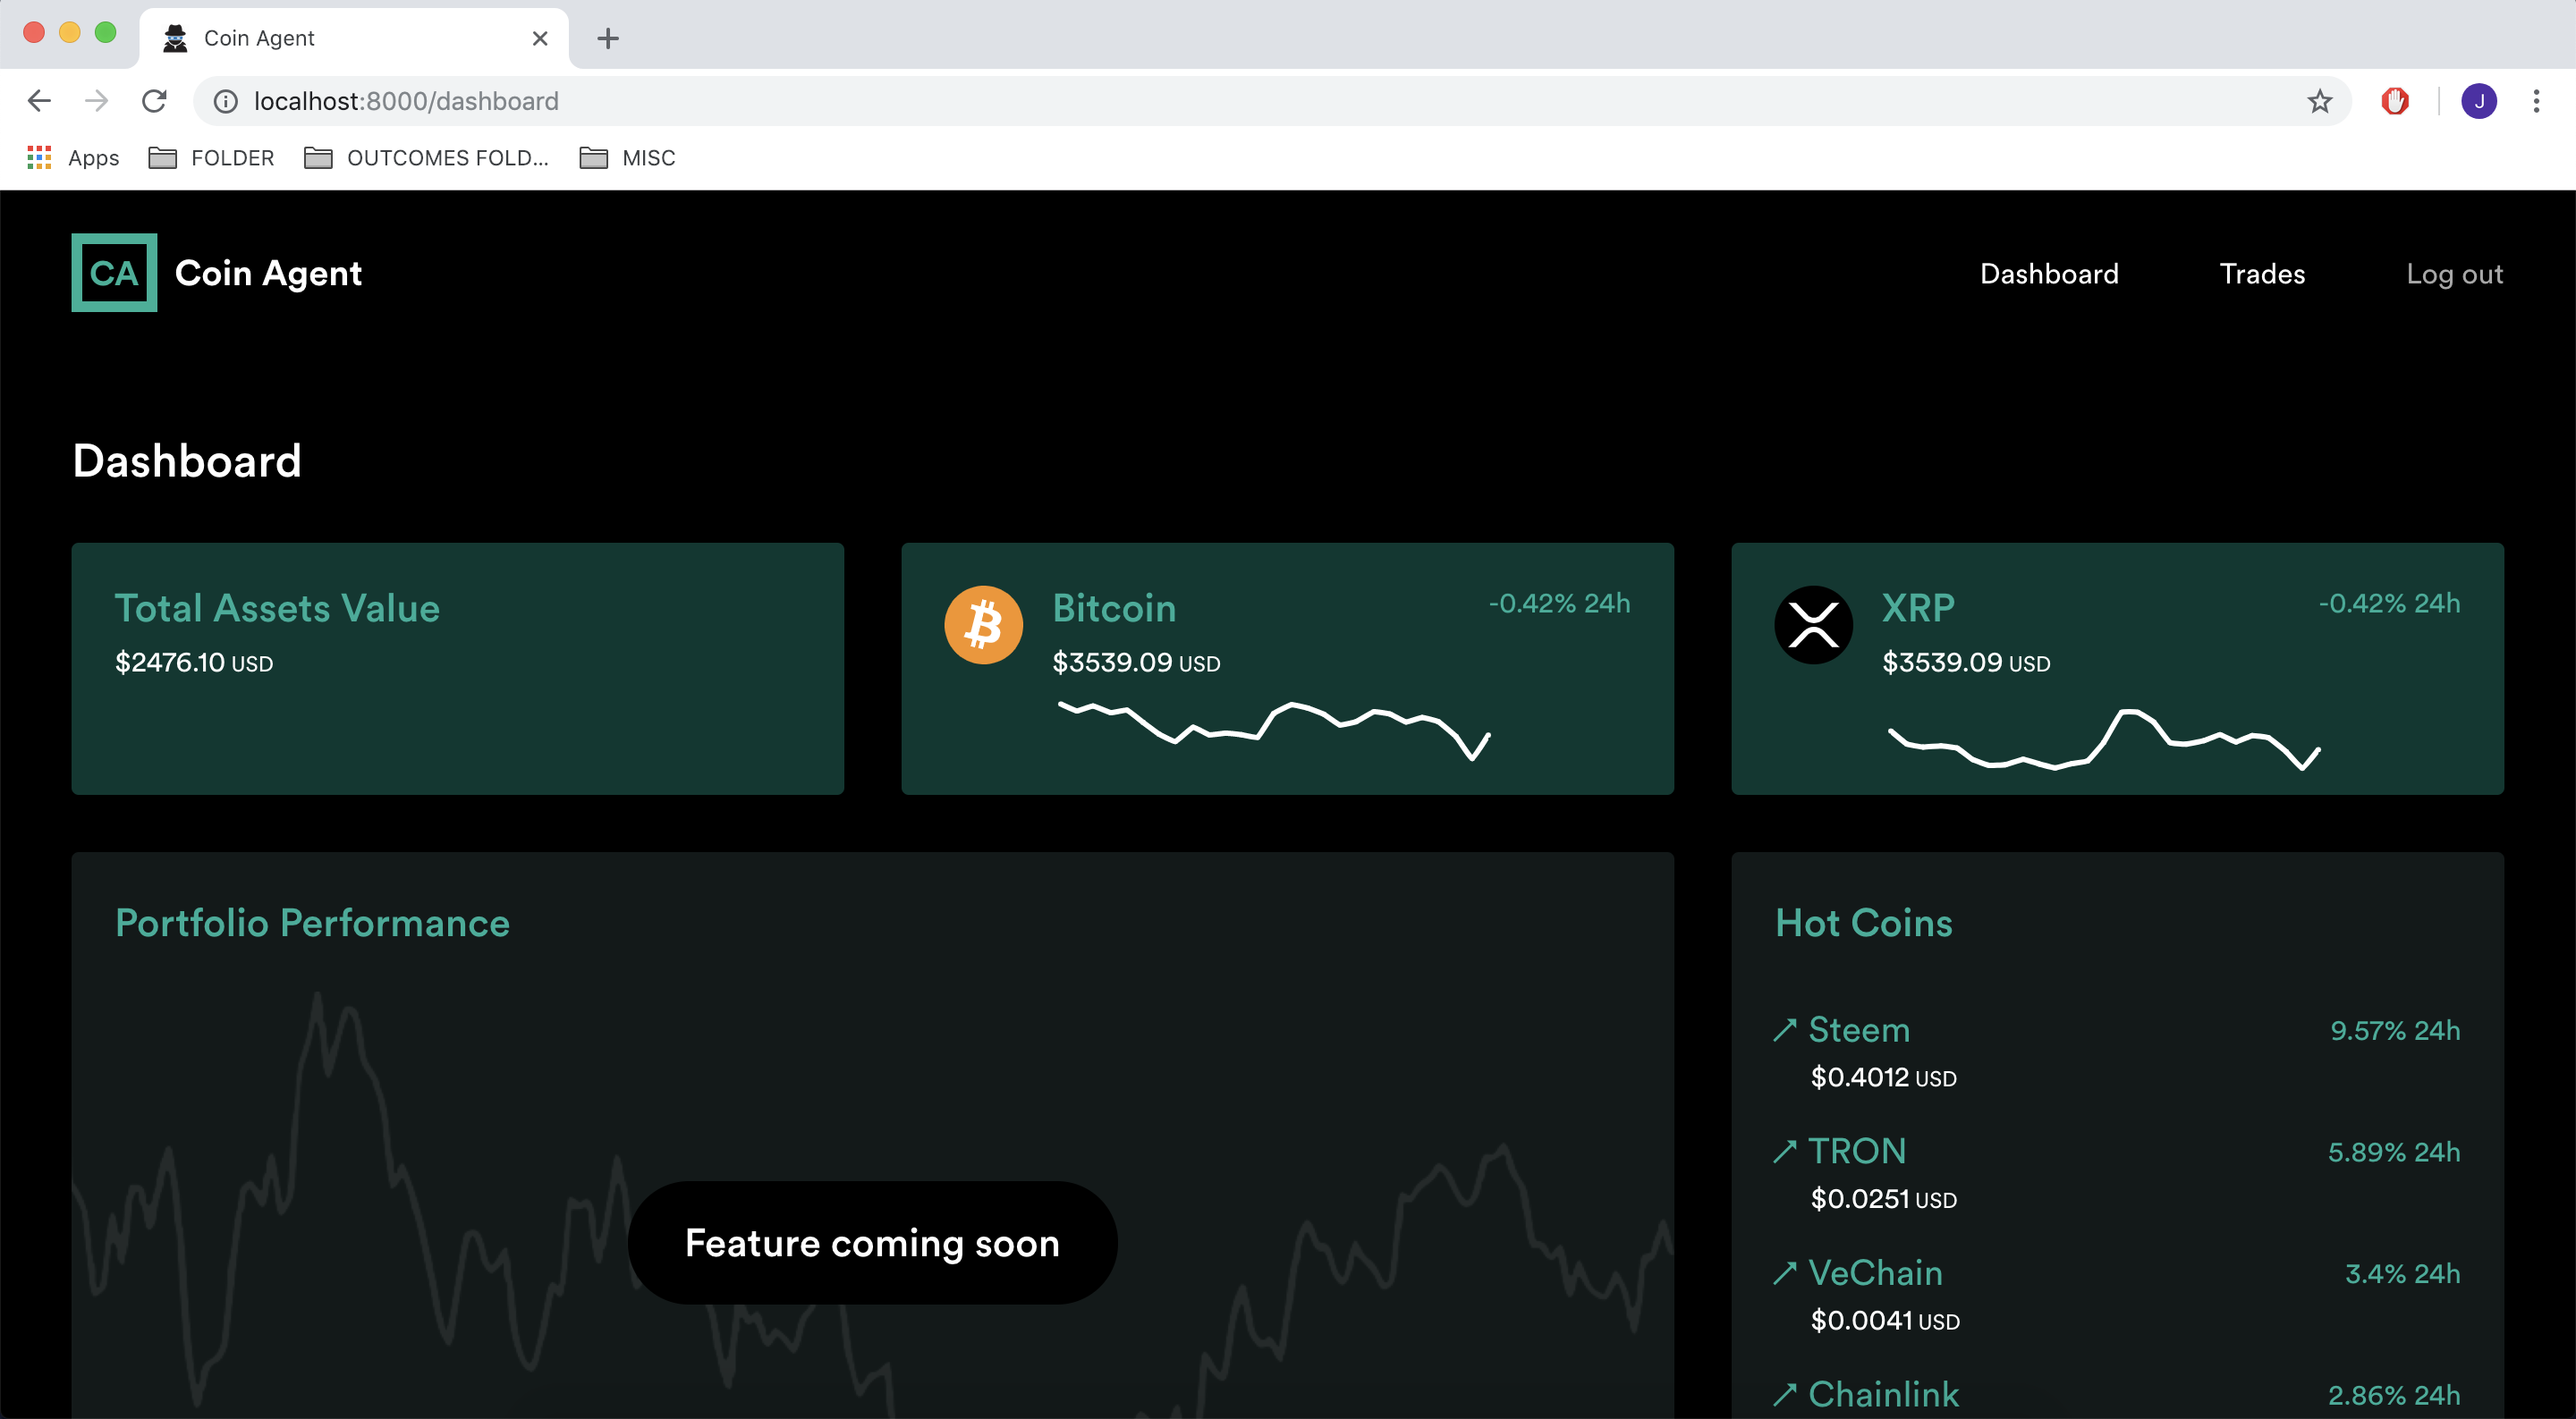 Coin Agent
localhost:8000/dashboard
J
Apps
FOLDER
OUTCOMES FOLD...
MISC
CA
Coin Agent
Dashboard
Trades
Log out
Dashboard
Total Assets Value
$2476.10 USD
Bitcoin
-0.42% 24h
$3539.09 USD
XRP
-0.42% 24h
$3539.09 USD
Portfolio Performance
Feature coming soon
Hot Coins
Steem
9.57% 24h
$0.4012 USD
TRON
5.89% 24h
$0.0251 USD
VeChain
3.4% 24h
$0.0041 USD
Chainlink
2.86% 24h